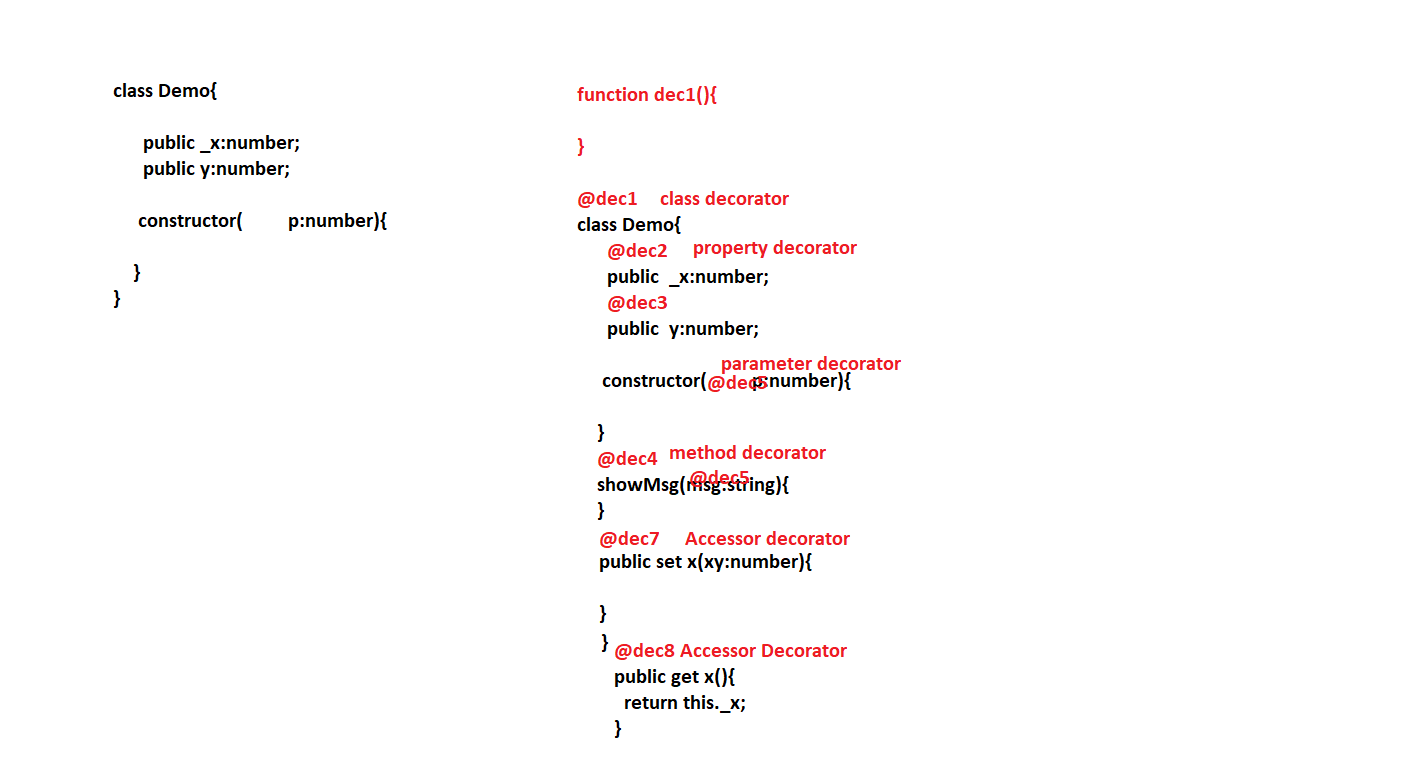 class Demo{
public _x:number;
public y:number;
constructor( p:number){
}
}
function dec1(){
}
@dec1 class decorator
class Demo{
@dec2 property decorator
public _x:number;
@dec3
public y:number;
parameter decorator
constructor(@dec5 p:number){
}
@dec4 method decorator
@dec5
showMsg(msg:string){
}
@dec7 Accessor decorator
public set x(xy:number){
}
}
@dec8 Accessor Decorator
public get x(){
return this._x;
}